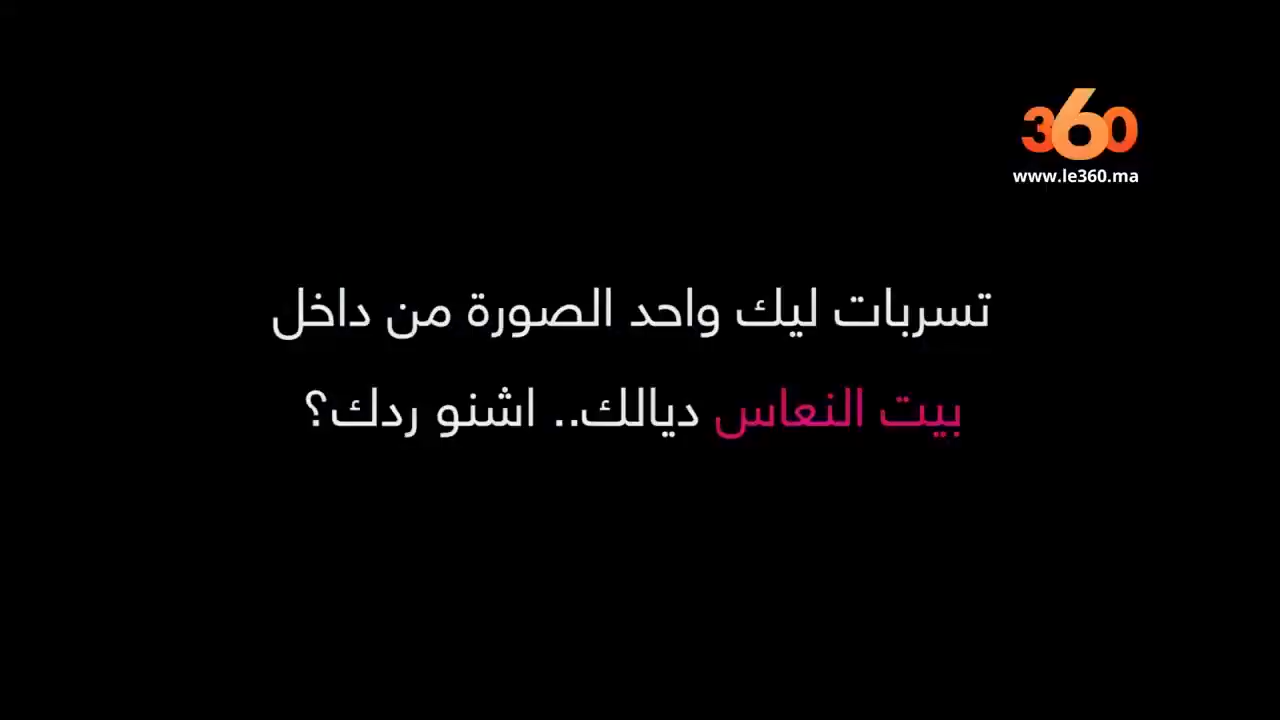 360
www.le360.ma
تسربات ليك واحد الصورة من داخل
بيت النعاس ديالك.. اشنو ردك؟